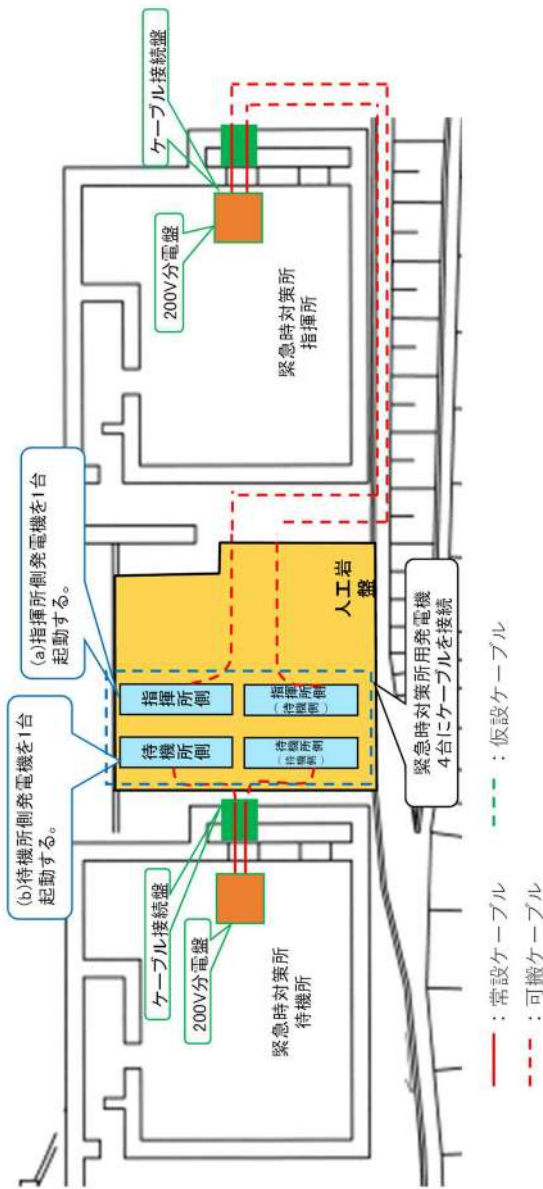 (b)待機所側発電機を1台
起動する。
(a)指揮所側発電機を1台
起動する。
ケーブル接続盤
200V分電盤
緊急時対策所
待機所
待機所側
待機所側
(待機側)
指揮所側
指揮所側
(待機側)
人工岩
盤
緊急時対策所用発電機
4台にケーブルを接続
ケーブル接続盤
200V分電盤
緊急時対策所
指揮所
:常設ケーブル
:可搬ケーブル
:仮設ケーブル